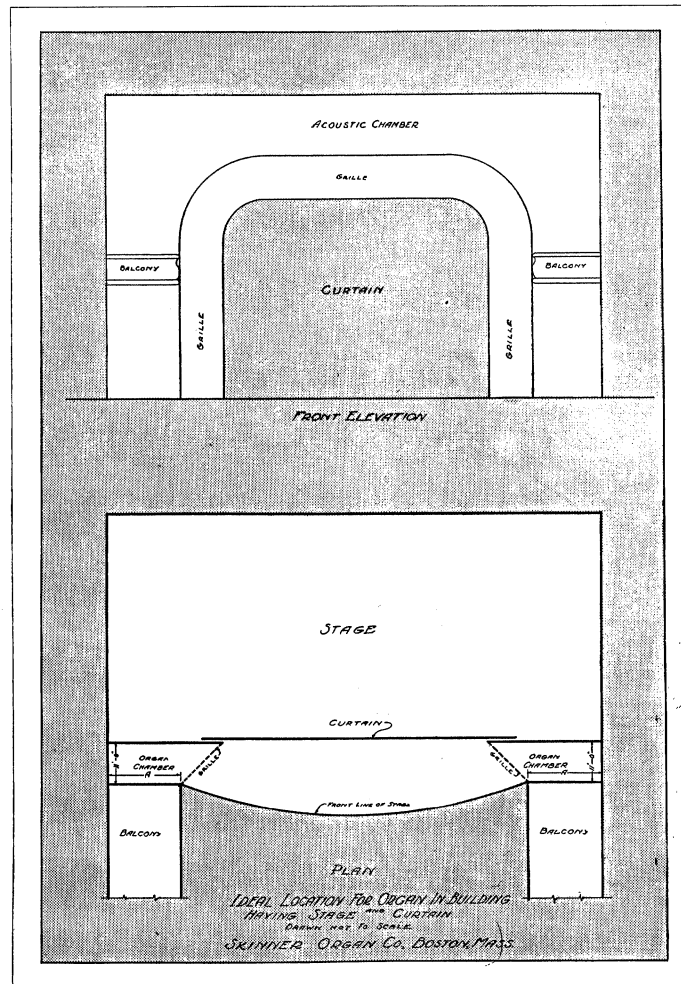 ACOUSTIC CHAMBER
GRILLE
BALCONY
BALCONY
CURTAIN
GRILLE
GRILLE
FRONT ELEVATION
STAGE
CURTAIN
ORGAN
CHAMBER
A
GRILLE
GRILLE
ORGAN
CHAMBER
A
FRONT LINE OF STAGE
BALCONY
BALCONY
PLAN
IDEAL LOCATION FOR ORGAN IN BUILDING
HAVING STAGE AND CURTAIN
DRAWN NOT TO SCALE
SKINNER ORGAN CO., BOSTON, MASS.